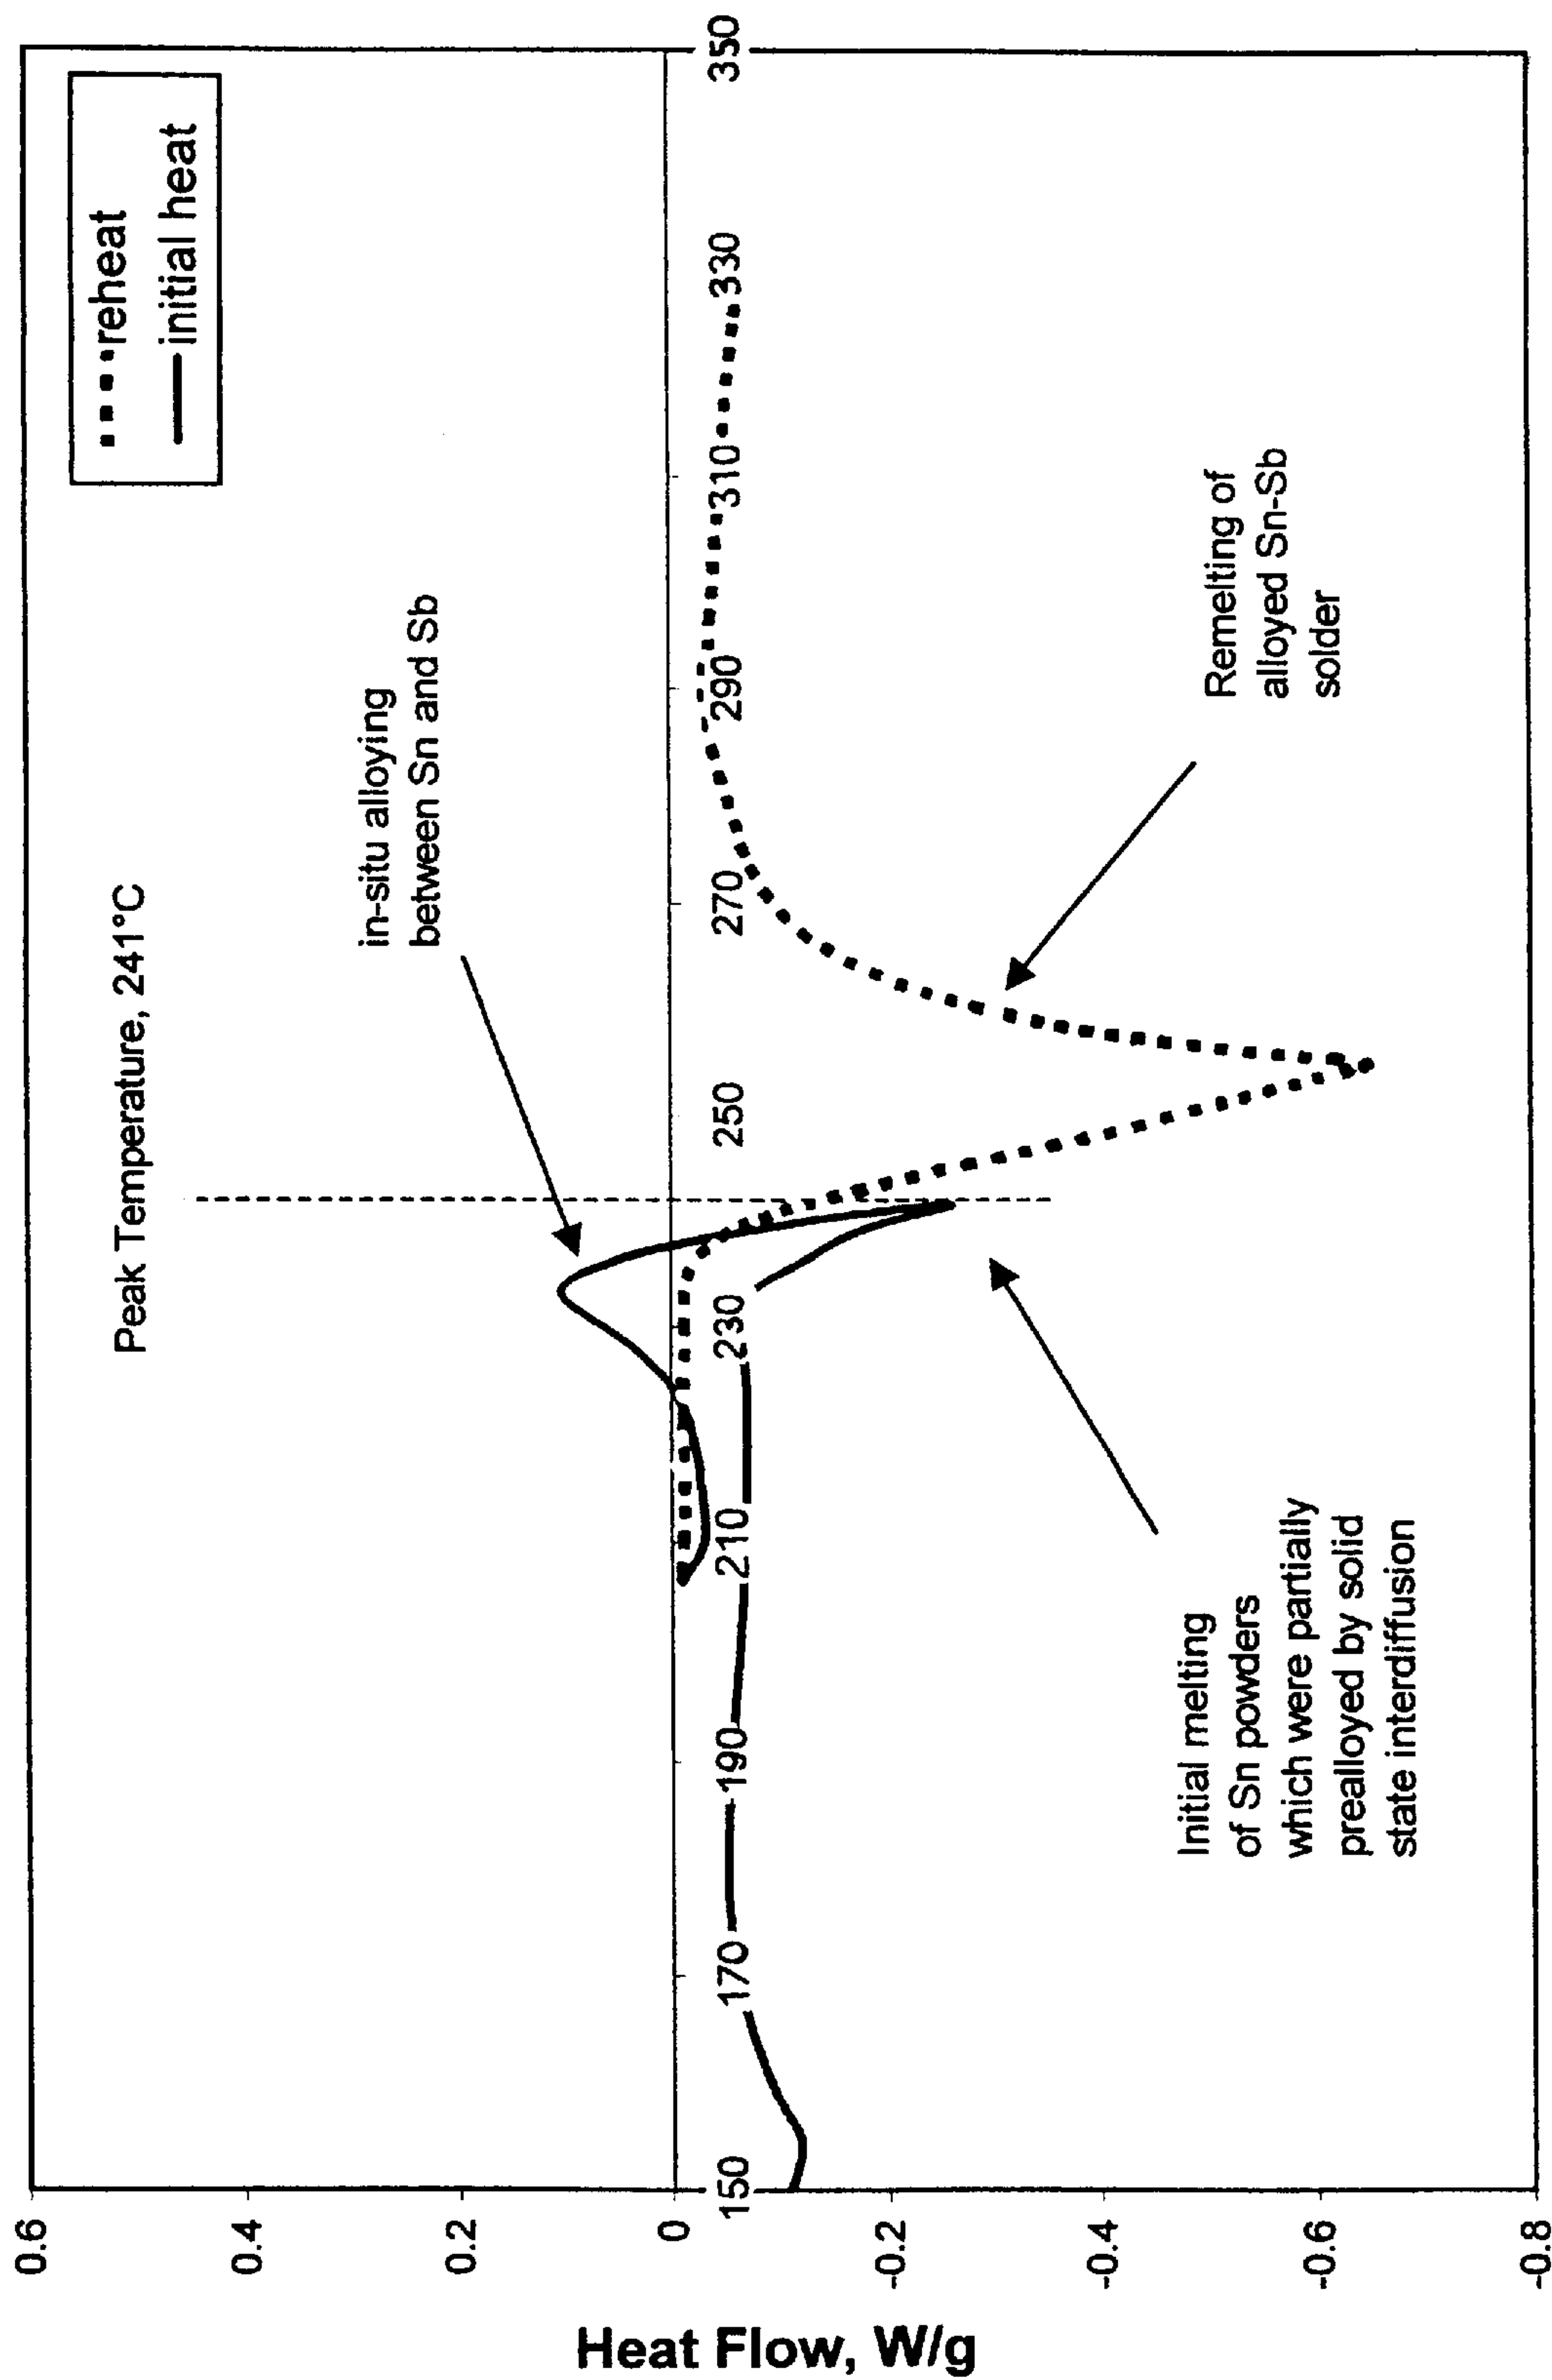 reheat
initial heat
Peak Temperature, 241°C
in-situ alloying
between Sn and Sb
0.6
0.4
0.2
0
-0.2
-0.4
-0.6
-0.8
Heat Flow, W/g
150
170
190
210
230
250
270
290
310
330
350
Initial melting
of Sn powders
which were partially
prealloyed by solid
state interdiffusion
Remelting of
alloyed Sn-Sb
solder